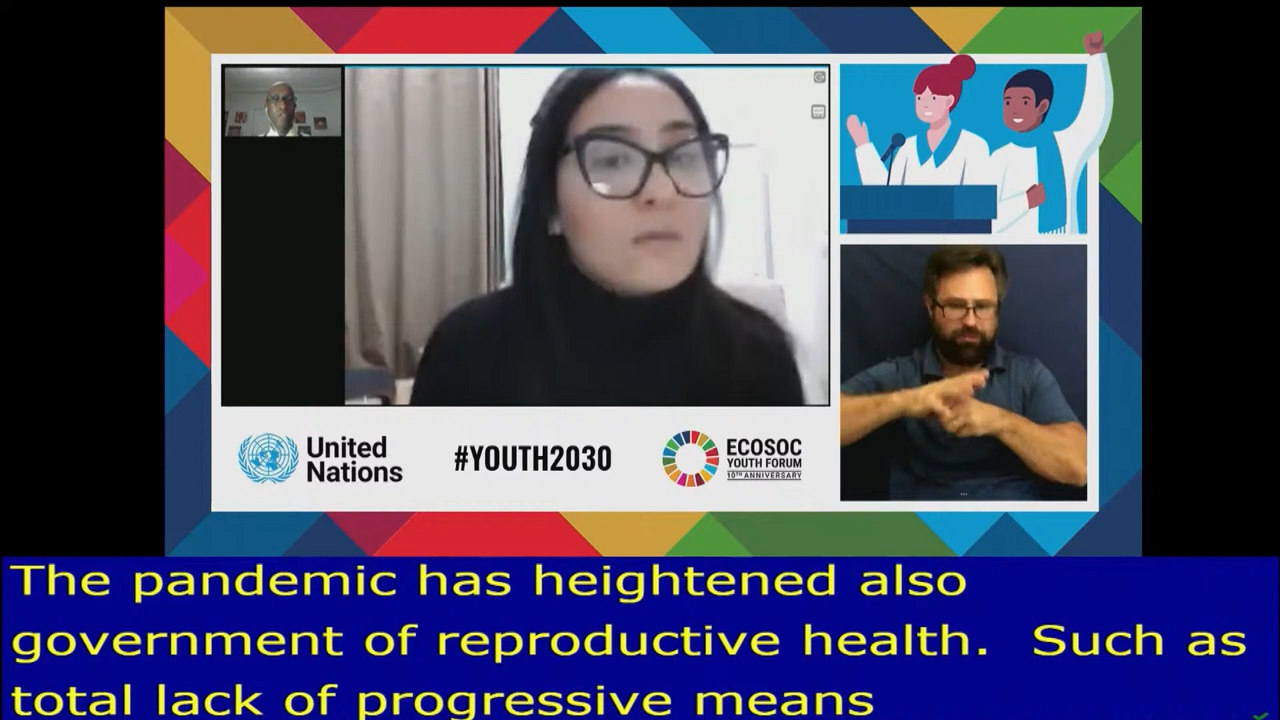 United
Nations
#YOUTH2030
ECOSOC
YOUTH FORUM
10TH ANNIVERSARY
The pandemic has heightened also
government of reproductive health.  Such as
total lack of progressive means